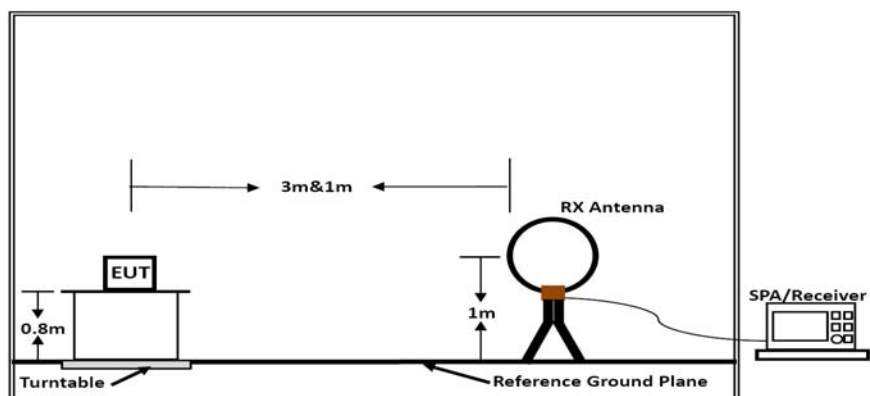 3m&1m
RX Antenna
EUT
0.8m
1m
SPA/Receiver
Turntable
Reference Ground Plane